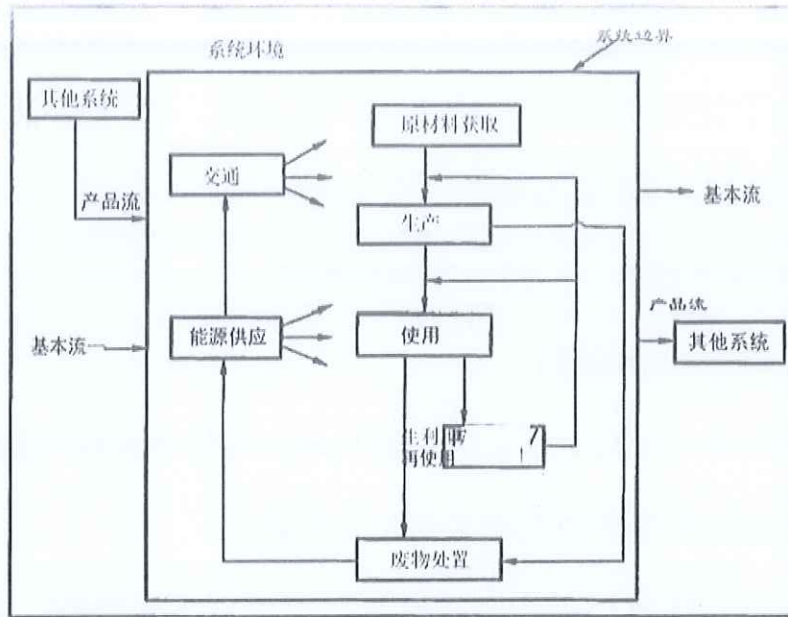 系统环境
系统边界
其他系统
原材料获取
交通
产品流
基本流
生产
产品流
能源供应
使用
基本流
其他系统
再使用
废物处置